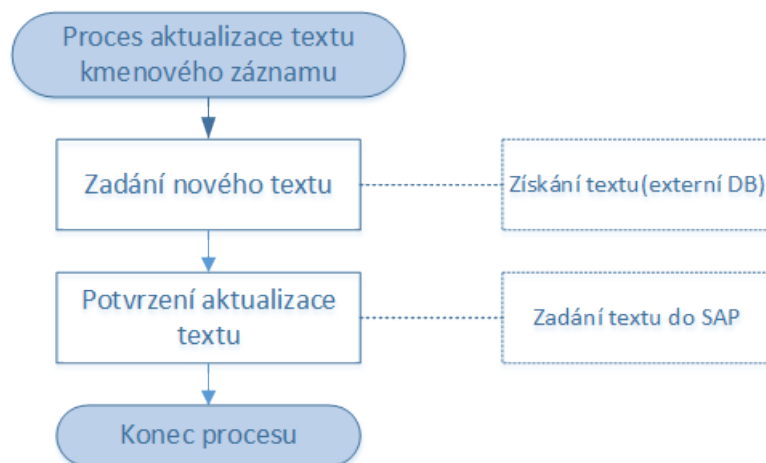 Proces aktualizace textu
kmenového záznamu
Zadání nového textu
Získání textu(externí DB)
Potvrzení aktualizace
textu
Zadání textu do SAP
Konec procesu